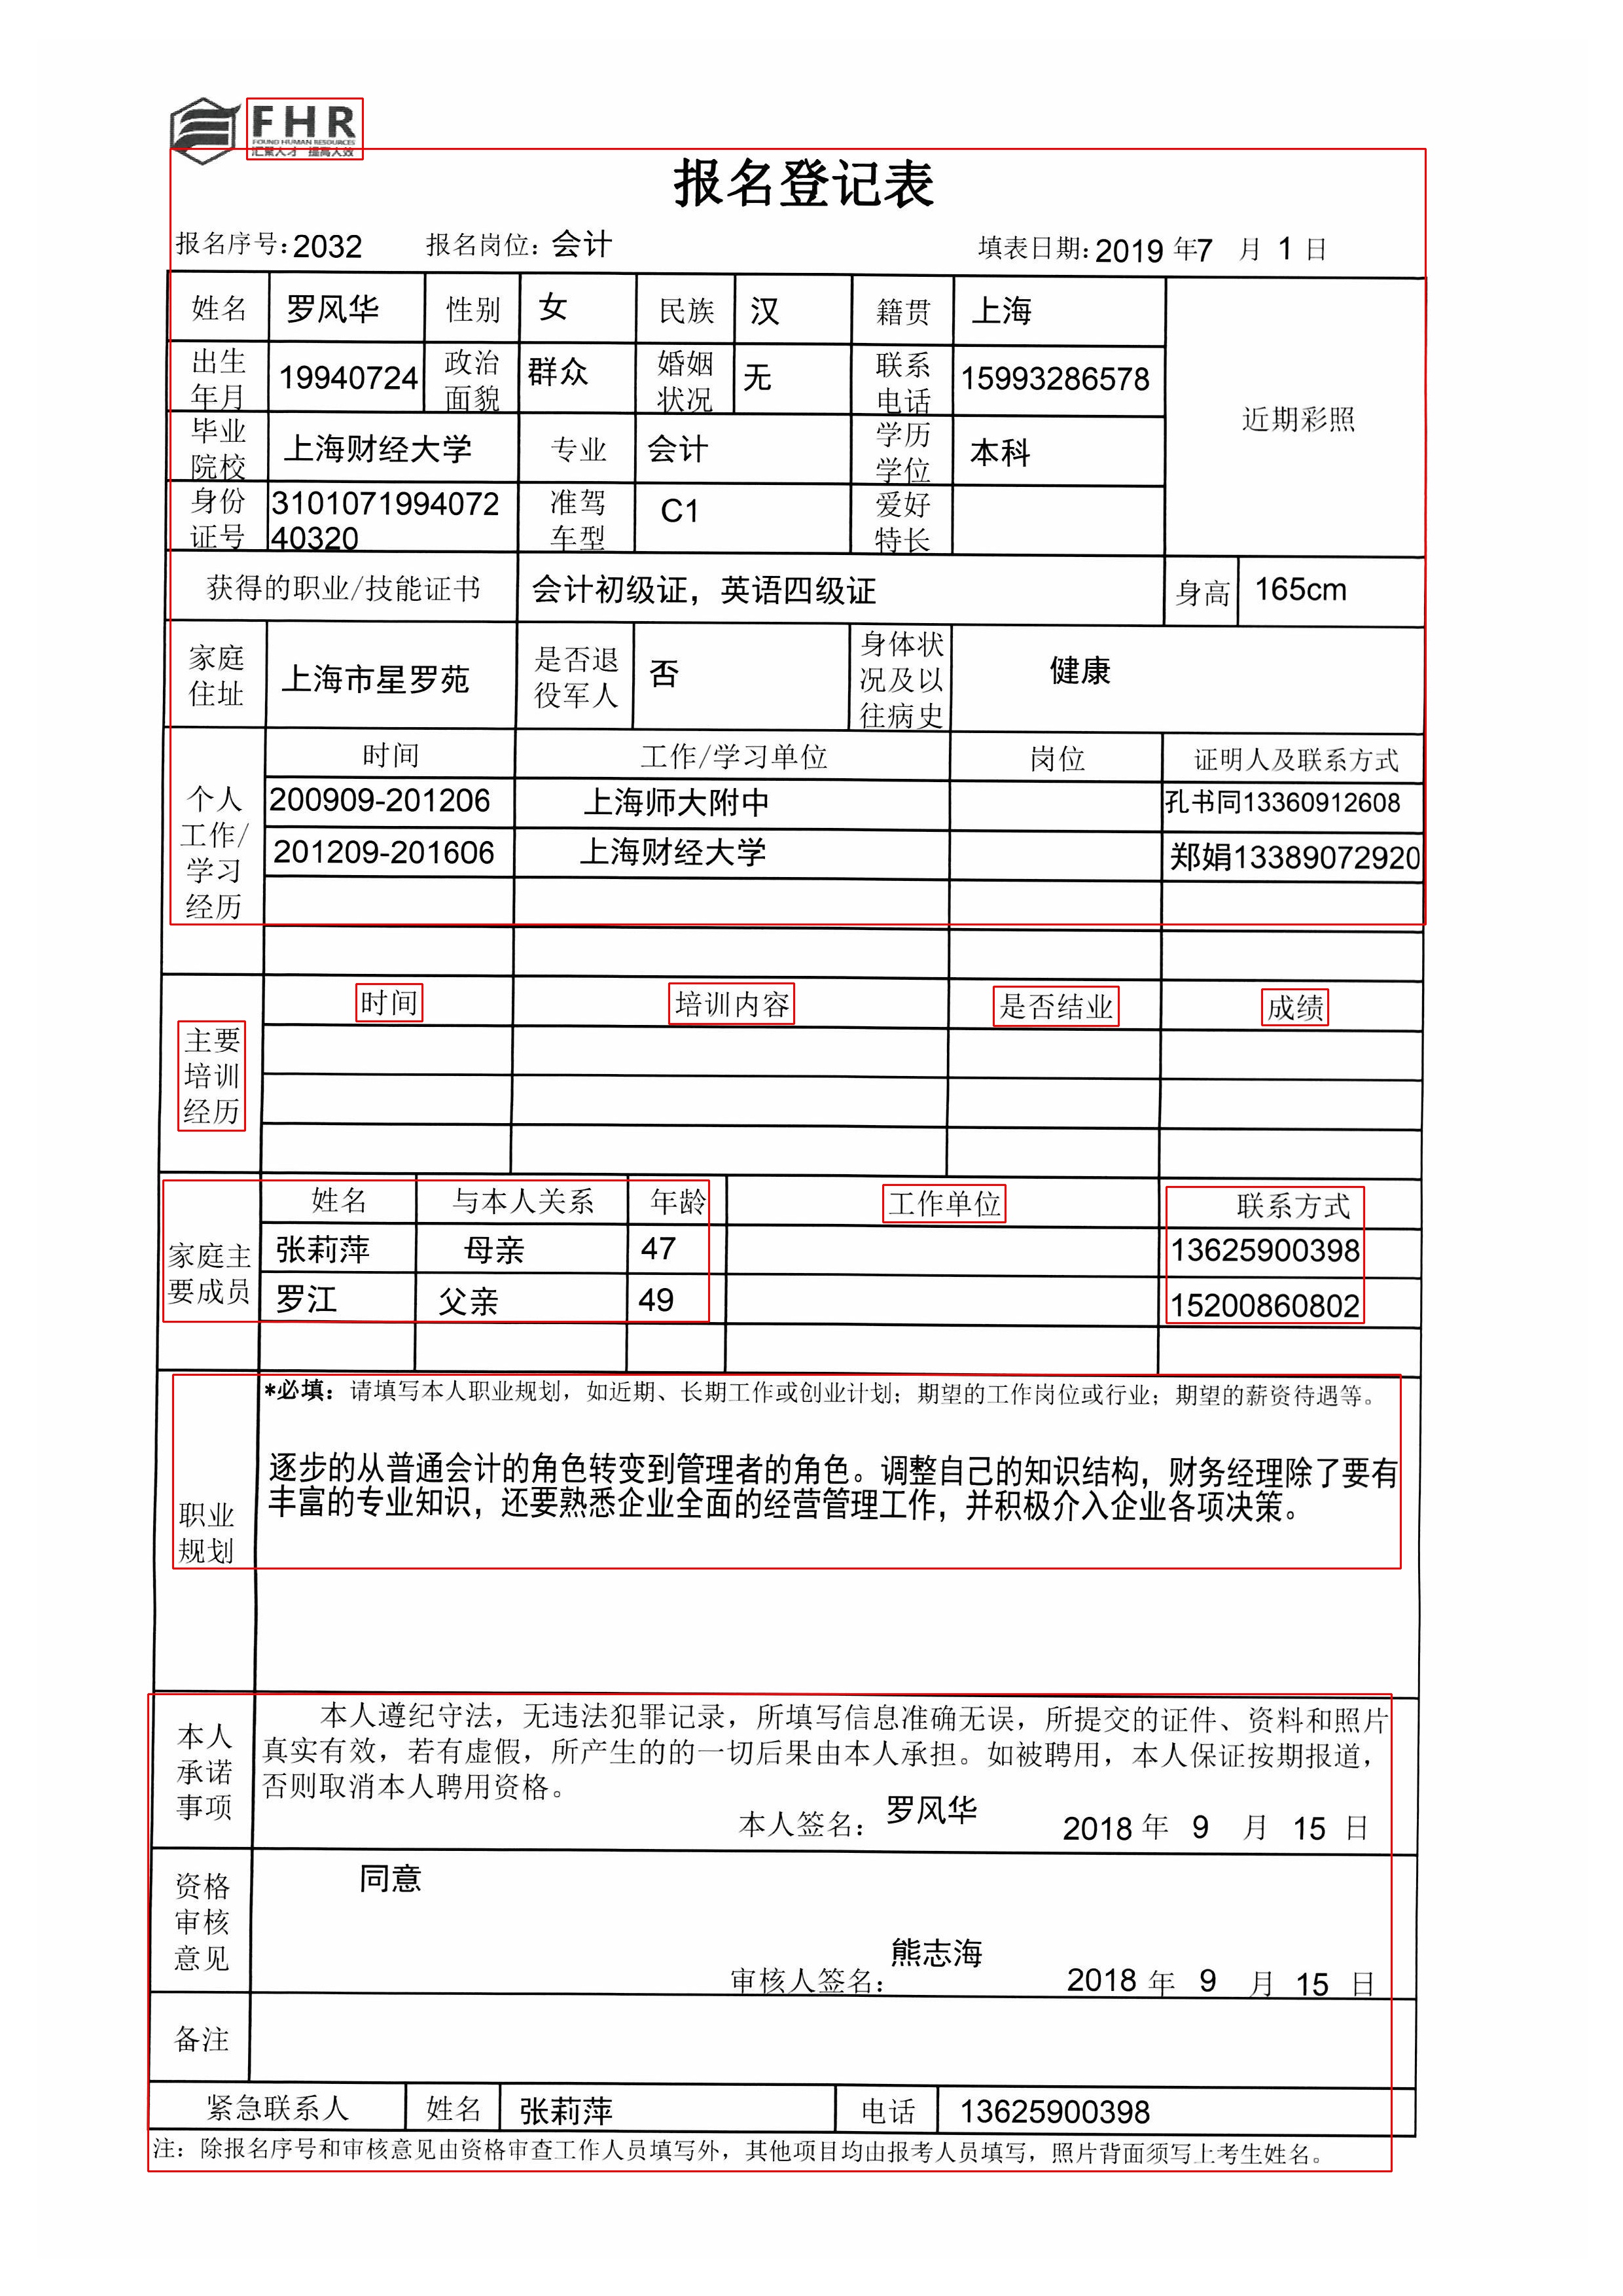 FHR
FOUND HUMAN RESOURCES
汇聚人才 提高人效
报名登记表
报名序号：2032 报名岗位：会计 填表日期：2019 年7 月 1 日
姓名 罗风华 性别 女 民族 汉 籍贯 上海
出生年月 19940724 政治面貌 群众 婚姻状况 无 联系电话 15993286578 近期彩照
毕业院校 上海财经大学 专业 会计 学历学位 本科
身份证号 310107199407240320 准驾车型 C1 爱好特长
获得的职业/技能证书 会计初级证，英语四级证 身高 165cm
家庭住址 上海市星罗苑 是否退役军人 否 身体状况及以往病史 健康
个人工作/学习经历 时间 工作/学习单位 岗位 证明人及联系方式
200909-201206 上海师大附中 孔书同13360912608
201209-201606 上海财经大学 郑娟13389072920
主要培训经历 时间 培训内容 是否结业 成绩
家庭主要成员 姓名 与本人关系 年龄 工作单位 联系方式
张莉萍 母亲 47 13625900398
罗江 父亲 49 15200860802
职业规划
*必填：请填写本人职业规划，如近期、长期工作或创业计划；期望的工作岗位或行业；期望的薪资待遇等。
逐步的从普通会计的角色转变到管理者的角色。调整自己的知识结构，财务经理除了要有
丰富的专业知识，还要熟悉企业全面的经营管理工作，并积极介入企业各项决策。
本人承诺事项
本人遵纪守法，无违法犯罪记录，所填写信息准确无误，所提交的证件、资料和照片
真实有效，若有虚假，所产生的的一切后果由本人承担。如被聘用，本人保证按期报道，
否则取消本人聘用资格。
本人签名：罗风华 2018 年 9 月 15 日
资格审核意见 同意
审核人签名：熊志海 2018 年 9 月 15 日
备注
紧急联系人 姓名 张莉萍 电话 13625900398
注：除报名序号和审核意见由资格审查工作人员填写外，其他项目均由报考人员填写，照片背面须写上考生姓名。